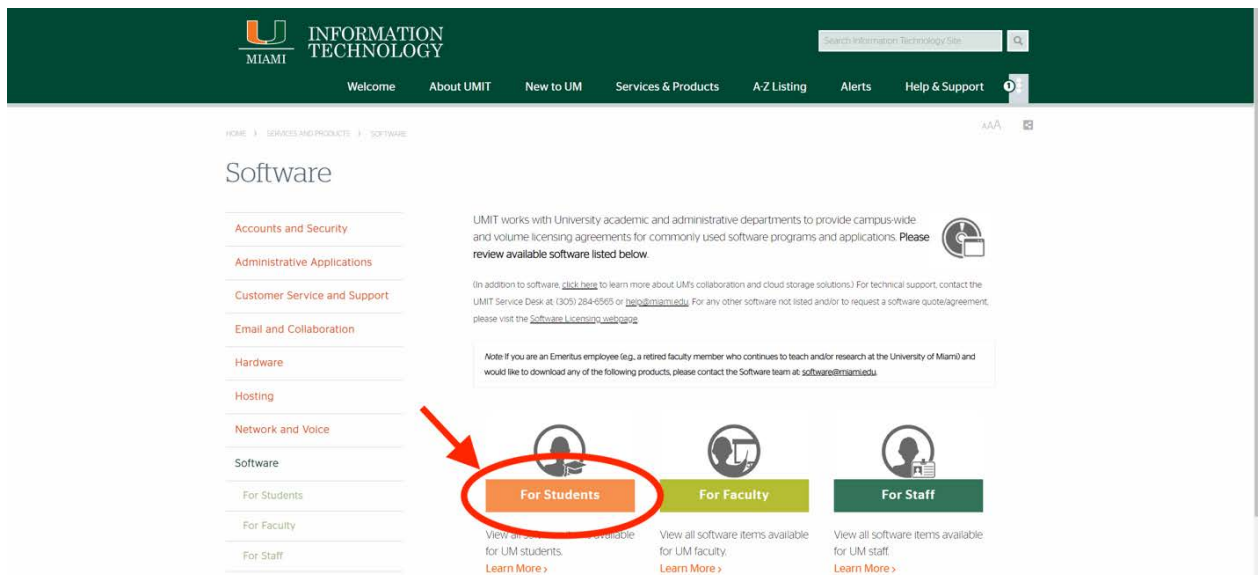 MIAMI
INFORMATION
TECHNOLOGY
Search Information Technology Site
Welcome About UMIT New to UM Services & Products A-Z Listing Alerts Help & Support 1
HOME > SERVICES AND PRODUCTS > SOFTWARE
AAA
Software
Accounts and Security
Administrative Applications
Customer Service and Support
Email and Collaboration
Hardware
Hosting
Network and Voice
Software
For Students
For Faculty
For Staff
UMIT works with University academic and administrative departments to provide campus-wide
and volume licensing agreements for commonly used software programs and applications. Please
review available software listed below.
(In addition to software, click here to learn more about UM's collaboration and cloud storage solutions.) For technical support, contact the
UMIT Service Desk at: (305) 284-6565 or help@miami.edu. For any other software not listed and/or to request a software quote/agreement,
please visit the Software Licensing webpage.
Note: If you are an Emeritus employee (e.g., a retired faculty member who continues to teach and/or research at the University of Miami) and
would like to download any of the following products, please contact the Software team at: software@miami.edu.
For Students
View all software items available
for UM students.
Learn More >
For Faculty
View all software items available
for UM faculty.
Learn More >
For Staff
View all software items available
for UM staff.
Learn More >